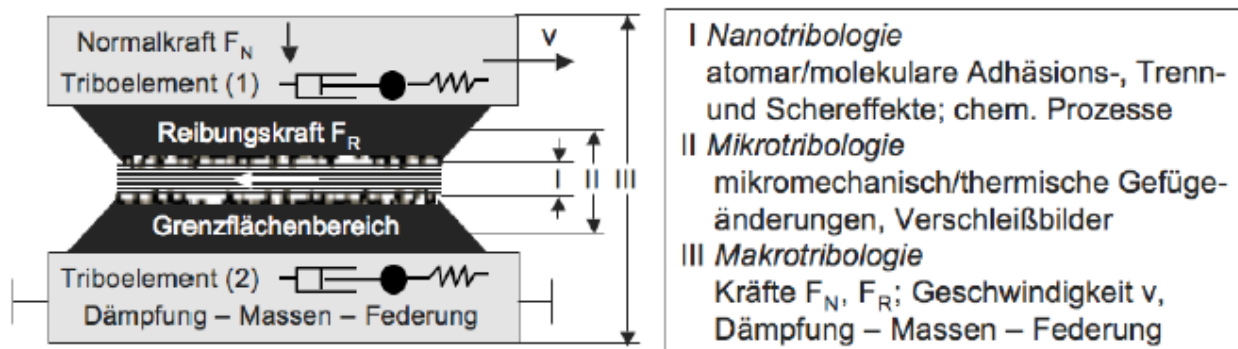 Normalkraft F_N
v
Triboelement (1)
Reibungskraft F_R
I II III
Grenzflächenbereich
Triboelement (2)
Dämpfung – Massen – Federung
I Nanotribologie
atomar/molekulare Adhäsions-, Trenn-
und Schereffekte; chem. Prozesse
II Mikrotribologie
mikromechanisch/thermische Gefüge-
änderungen, Verschleißbilder
III Makrotribologie
Kräfte F_N, F_R; Geschwindigkeit v,
Dämpfung – Massen – Federung